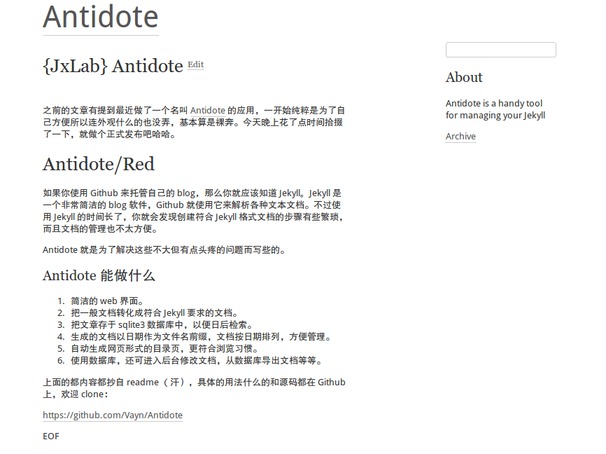 Antidote
{JxLab} Antidote Edit
之前的文章有提到最近做了一个名叫 Antidote 的应用，一开始纯粹是为了自
己方便所以连外观什么的也没弄，基本算是裸奔。今天晚上花了点时间拾掇
了一下，就做个正式发布吧哈哈。
Antidote/Red
如果你使用 Github 来托管自己的 blog，那么你就应该知道 Jekyll。Jekyll 是
一个非常简洁的 blog 软件，Github 就使用它来解析各种文本文档。不过使
用 Jekyll 的时间长了，你就会发现创建符合 Jekyll 格式文档的步骤有些繁琐，
而且文档的管理也不太方便。
Antidote 就是为了解决这些不大但有点头疼的问题而写些的。
Antidote 能做什么
1. 简洁的 web 界面。
2. 把一般文档转化成符合 Jekyll 要求的文档。
3. 把文章存于 sqlite3 数据库中，以便日后检索。
4. 生成的文档以日期作为文件名前缀，文档按日期排列，方便管理。
5. 自动生成网页形式的目录页，更符合浏览习惯。
6. 使用数据库，还可进入后台修改文档，从数据库导出文档等等。
上面的都内容都抄自 readme（汗），具体的用法什么的和源码都在 Github
上，欢迎 clone：
https://github.com/Vayn/Antidote
EOF
About
Antidote is a handy tool
for managing your Jekyll
Archive